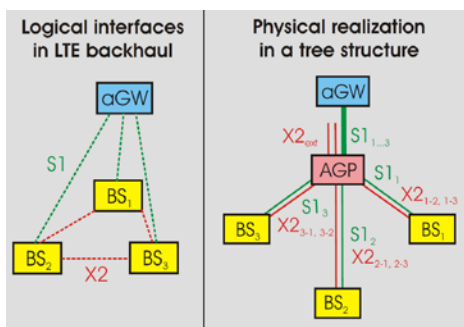 Logical interfaces
in LTE backhaul
aGW
S1
BS1
BS2
X2
BS3
Physical realization
in a tree structure
aGW
X2ext
S11...3
AGP
S11
X21-2, 1-3
S13
X23-1, 3-2
BS3
BS1
S12
X22-1, 2-3
BS2